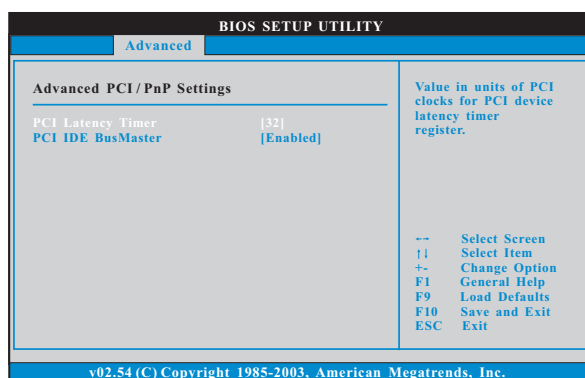 BIOS SETUP UTILITY
Advanced
Advanced PCI / PnP Settings
PCI Latency Timer [32]
PCI IDE BusMaster [Enabled]
Value in units of PCI
clocks for PCI device
latency timer
register.
←→ Select Screen
↑↓ Select Item
+- Change Option
F1 General Help
F9 Load Defaults
F10 Save and Exit
ESC Exit
v02.54 (C) Copyright 1985-2003, American Megatrends, Inc.